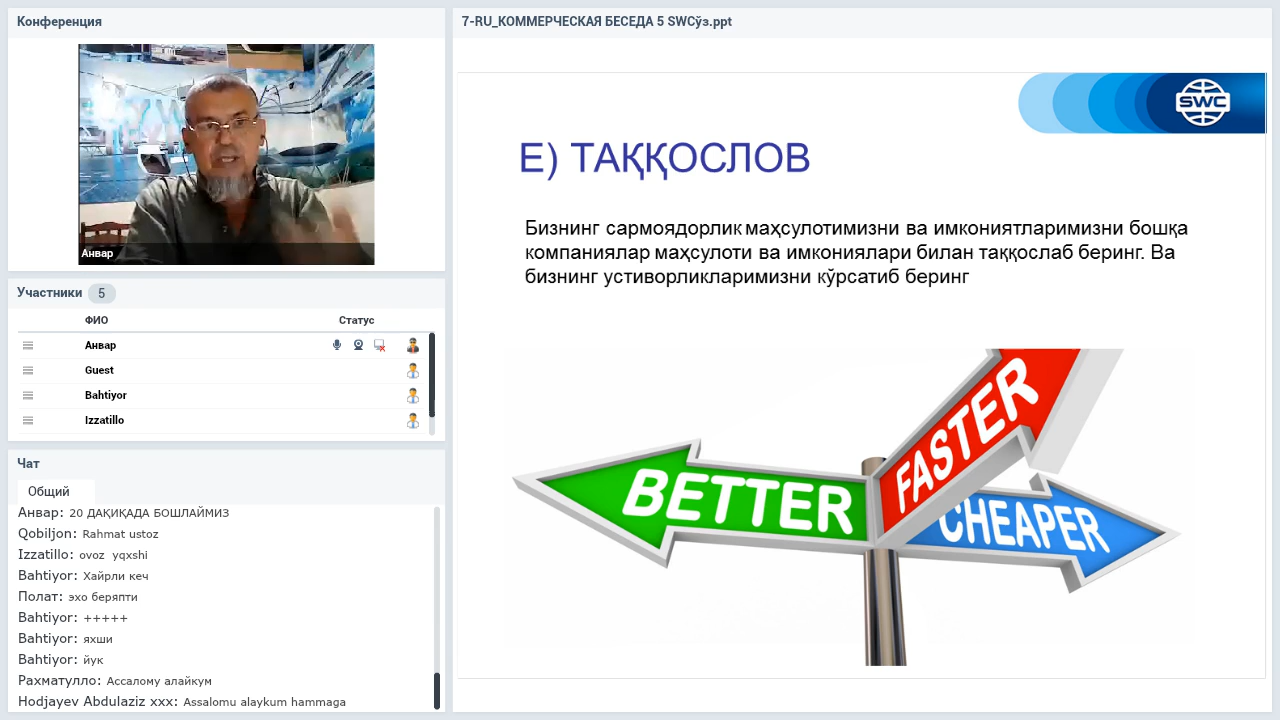 Конференция
Анвар
Участники 5
ФИО Статус
Анвар
Guest
Bahtiyor
Izzatillo
Чат
Общий
Анвар: 20 ДАҚИҚАДА БОШЛАЙМИЗ
Qobiljon: Rahmat ustoz
Izzatillo: ovoz yqxshi
Bahtiyor: Хайрли кеч
Полат: эхо беряпти
Bahtiyor: +++++
Bahtiyor: яхши
Bahtiyor: йук
Рахматулло: Ассалому алайкум
Hodjayev Abdulaziz xxx: Assalomu alaykum hammaga
7-RU_КОММЕРЧЕСКАЯ БЕСЕДА 5 SWCўз.ppt
SWC
Е) ТАҚҚОСЛОВ
Бизнинг сармоядорлик маҳсулотимизни ва имкониятларимизни бошқа
компаниялар маҳсулоти ва имкониялари билан таққослаб беринг. Ва
бизнинг устиворликларимизни кўрсатиб беринг
FASTER
BETTER
CHEAPER